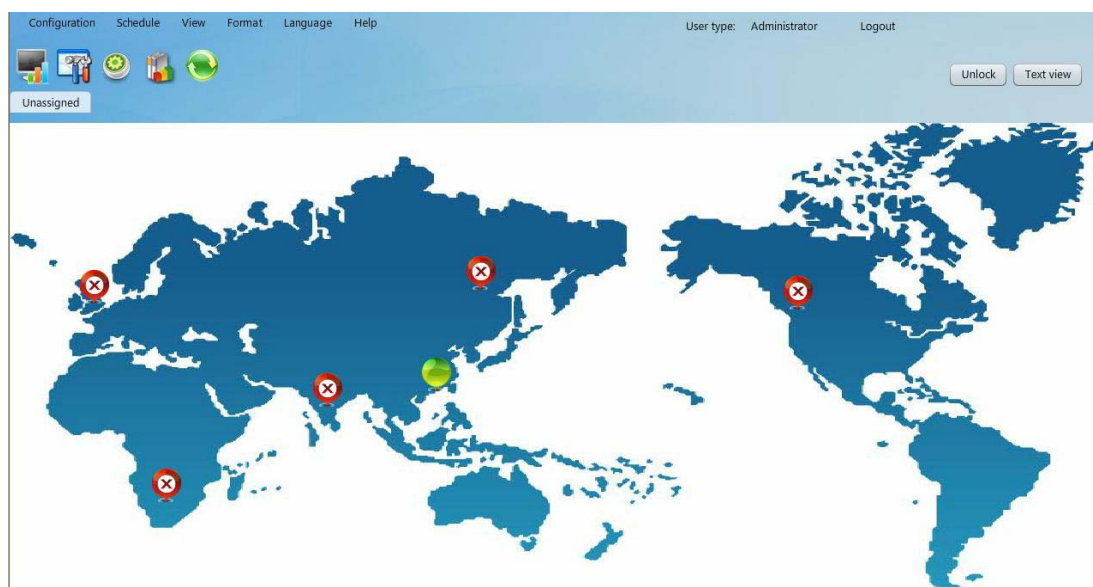 Configuration Schedule View Format Language Help
User type: Administrator Logout
Unlock Text view
Unassigned